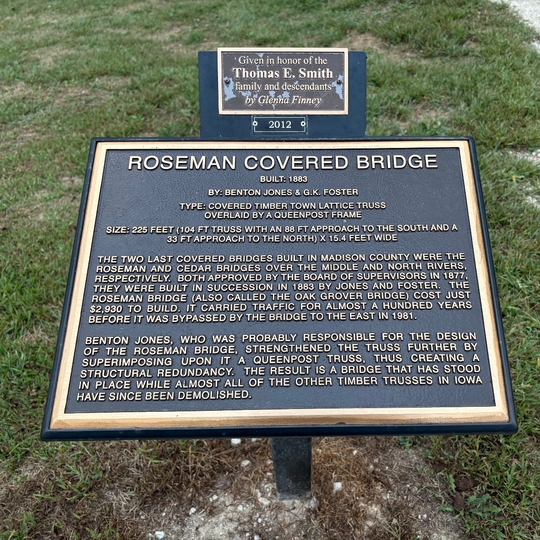 Given in honor of the
Thomas E. Smith
family and descendants
by Glenna Finney
2012
ROSEMAN COVERED BRIDGE
BUILT: 1883
BY: BENTON JONES & G.K. FOSTER
TYPE: COVERED TIMBER TOWN LATTICE TRUSS
OVERLAID BY A QUEENPOST FRAME
SIZE: 225 FEET (104 FT TRUSS WITH AN 88 FT APPROACH TO THE SOUTH AND A
33 FT APPROACH TO THE NORTH) X 15.4 FEET WIDE
THE TWO LAST COVERED BRIDGES BUILT IN MADISON COUNTY WERE THE
ROSEMAN AND CEDAR BRIDGES OVER THE MIDDLE AND NORTH RIVERS,
RESPECTIVELY. BOTH APPROVED BY THE BOARD OF SUPERVISORS IN 1877,
THEY WERE BUILT IN SUCCESSION IN 1883 BY JONES AND FOSTER. THE
ROSEMAN BRIDGE (ALSO CALLED THE OAK GROVER BRIDGE) COST JUST
$2,930 TO BUILD. IT CARRIED TRAFFIC FOR ALMOST A HUNDRED YEARS
BEFORE IT WAS BYPASSED BY THE BRIDGE TO THE EAST IN 1981.
BENTON JONES, WHO WAS PROBABLY RESPONSIBLE FOR THE DESIGN
OF THE ROSEMAN BRIDGE, STRENGTHENED THE TRUSS FURTHER BY
SUPERIMPOSING UPON IT A QUEENPOST TRUSS, THUS CREATING A
STRUCTURAL REDUNDANCY. THE RESULT IS A BRIDGE THAT HAS STOOD
IN PLACE WHILE ALMOST ALL OF THE OTHER TIMBER TRUSSES IN IOWA
HAVE SINCE BEEN DEMOLISHED.